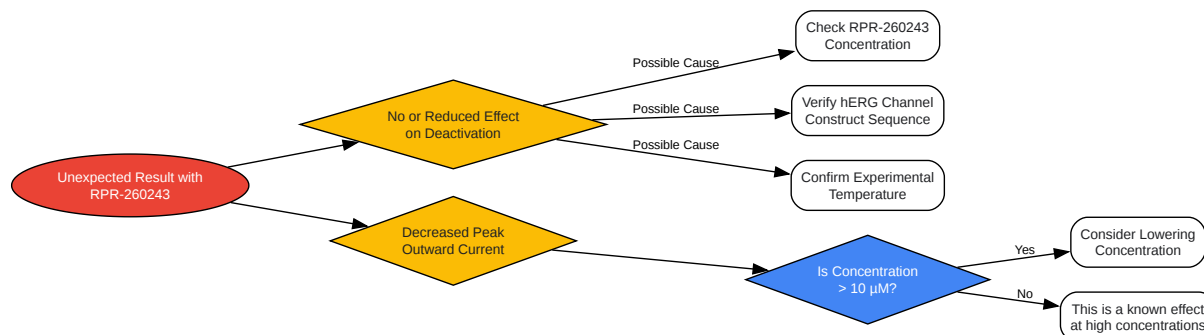 Unexpected Result with
RPR-260243
No or Reduced Effect
on Deactivation
Decreased Peak
Outward Current
Possible Cause
Possible Cause
Possible Cause
Check RPR-260243
Concentration
Verify hERG Channel
Construct Sequence
Confirm Experimental
Temperature
Is Concentration
> 10 µM?
Yes
No
Consider Lowering
Concentration
This is a known effect
at high concentrations